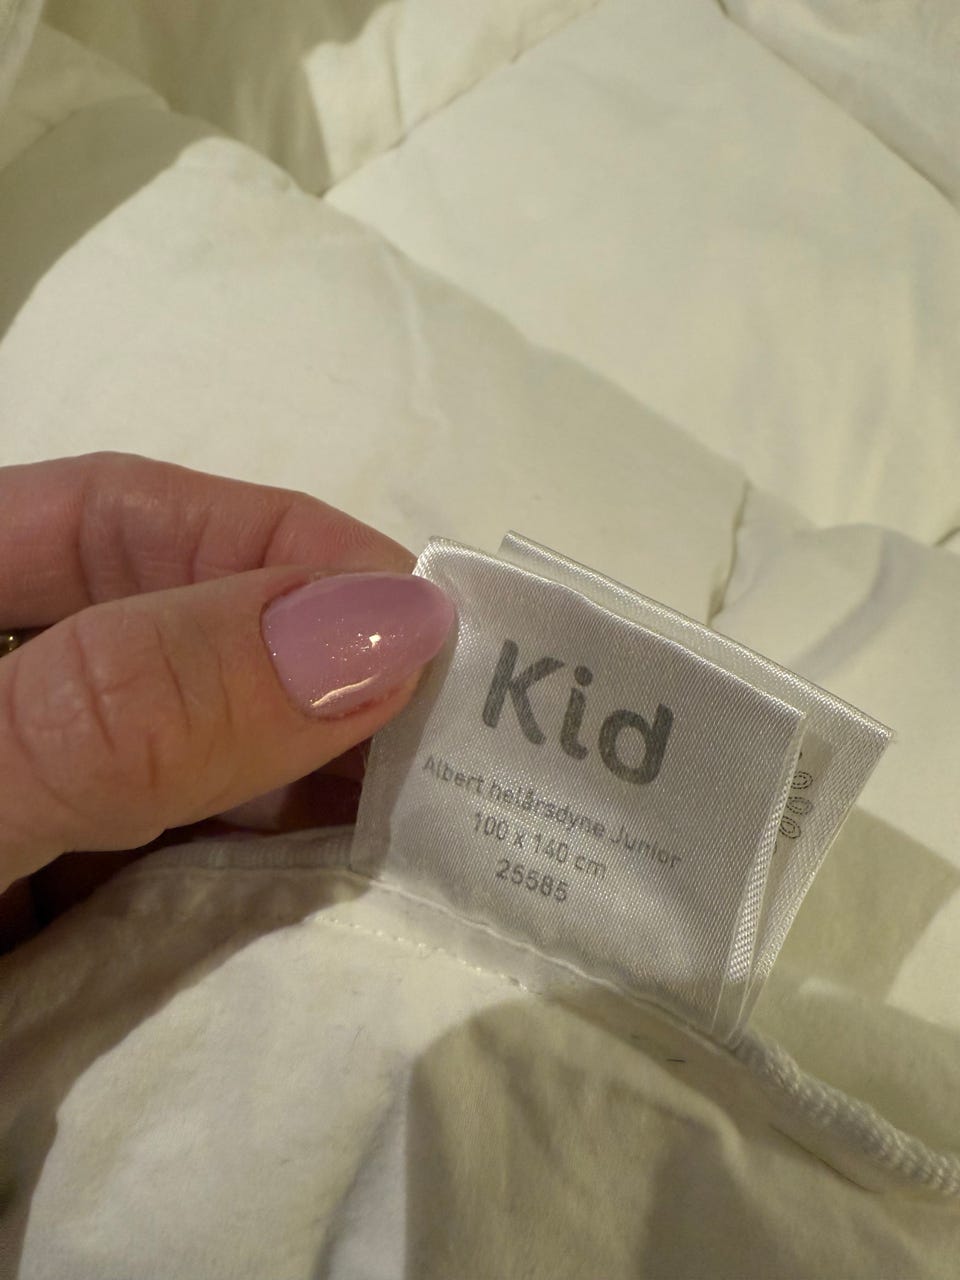 Kid
Albert helårsdyne Junior
100 x 140 cm
25585